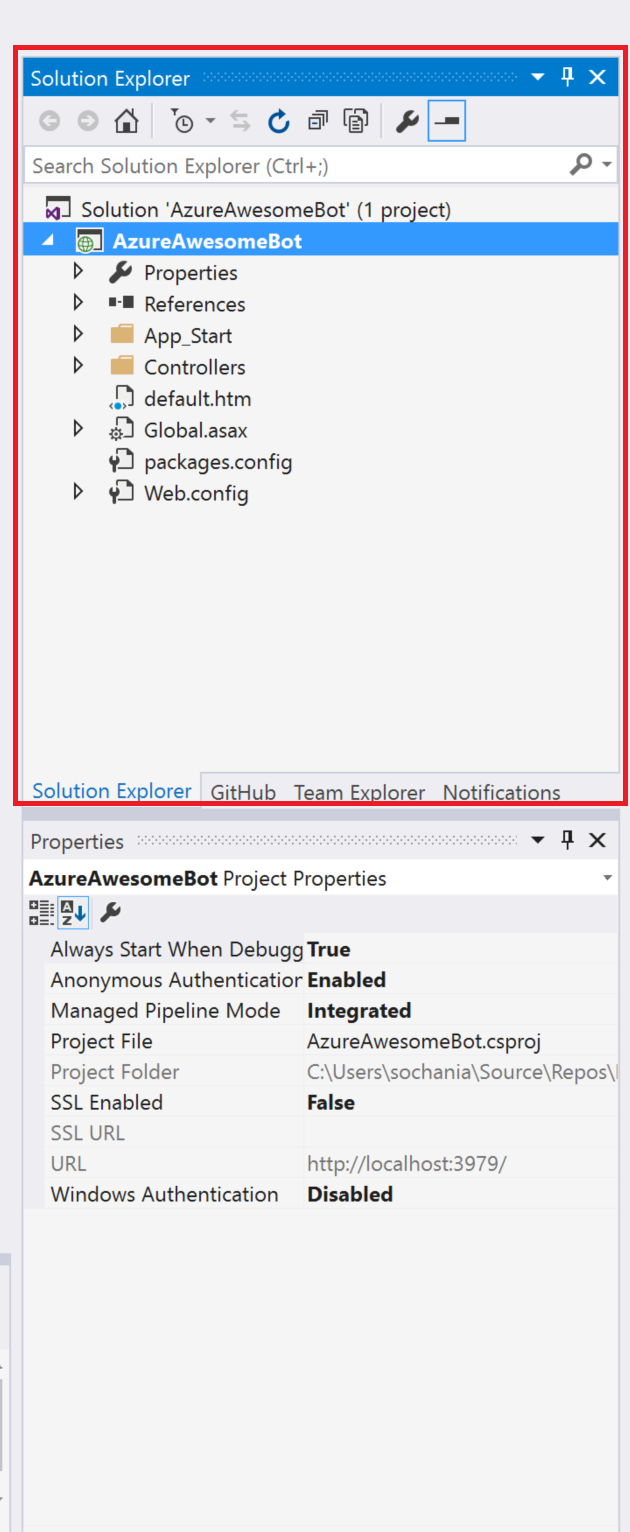 Solution Explorer
Search Solution Explorer (Ctrl+;)
Solution 'AzureAwesomeBot' (1 project)
AzureAwesomeBot
Properties
References
App_Start
Controllers
default.htm
Global.asax
packages.config
Web.config
Solution Explorer GitHub Team Explorer Notifications
Properties
AzureAwesomeBot Project Properties
Always Start When Debugg True
Anonymous Authentication Enabled
Managed Pipeline Mode Integrated
Project File AzureAwesomeBot.csproj
Project Folder C:\Users\sochania\Source\Repos\
SSL Enabled False
SSL URL
URL http://localhost:3979/
Windows Authentication Disabled